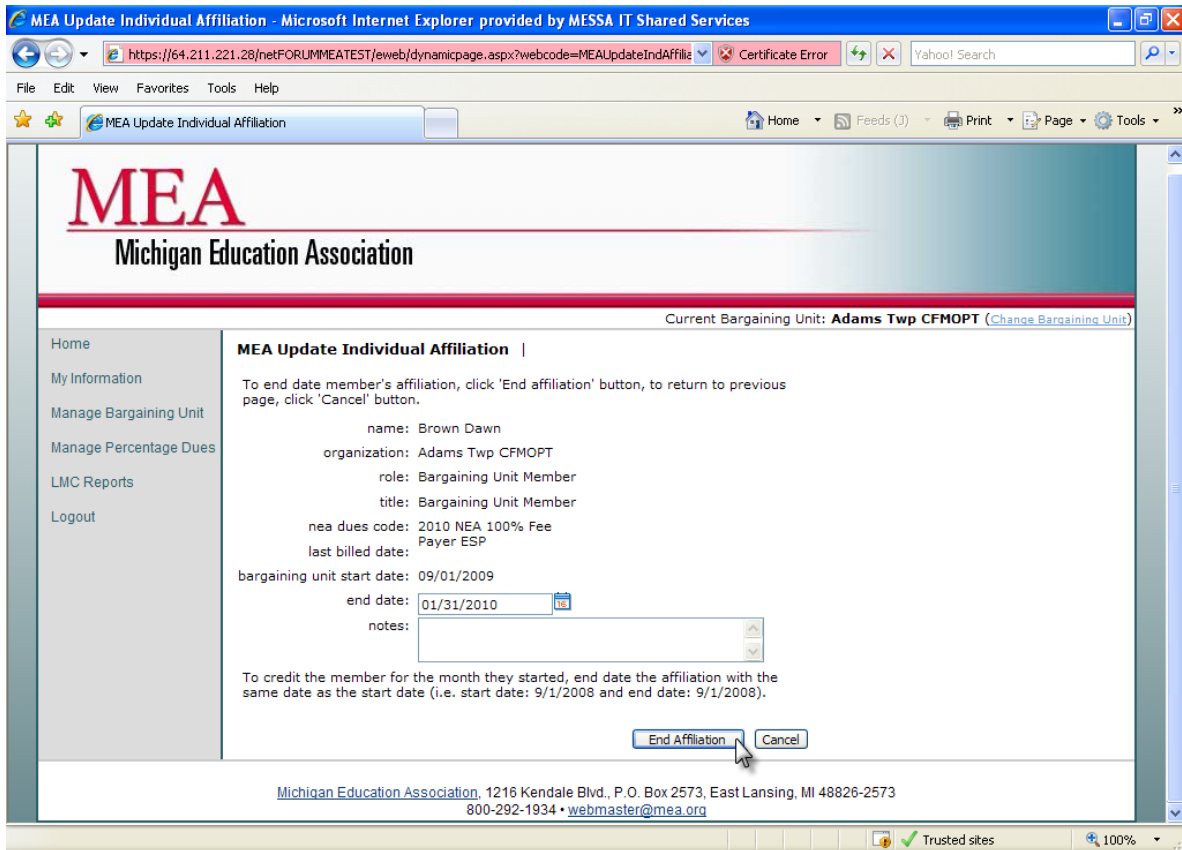 MEA Update Individual Affiliation - Microsoft Internet Explorer provided by MESSA IT Shared Services
https://64.211.221.28/netFORUMMEATEST/eweb/dynamicpage.aspx?webcode=MEAUpdateIndAffilia Certificate Error Yahoo! Search
File Edit View Favorites Tools Help
MEA Update Individual Affiliation Home Feeds (J) Print Page Tools »
MEA
Michigan Education Association
Current Bargaining Unit: Adams Twp CFMOPT (Change Bargaining Unit)
Home
My Information
Manage Bargaining Unit
Manage Percentage Dues
LMC Reports
Logout
MEA Update Individual Affiliation |
To end date member's affiliation, click 'End affiliation' button, to return to previous
page, click 'Cancel' button.
name: Brown Dawn
organization: Adams Twp CFMOPT
role: Bargaining Unit Member
title: Bargaining Unit Member
nea dues code: 2010 NEA 100% Fee
Payer ESP
last billed date:
bargaining unit start date: 09/01/2009
end date: 01/31/2010 16
notes:
To credit the member for the month they started, end date the affiliation with the
same date as the start date (i.e. start date: 9/1/2008 and end date: 9/1/2008).
End Affiliation Cancel
Michigan Education Association, 1216 Kendale Blvd., P.O. Box 2573, East Lansing, MI 48826-2573
800-292-1934 • webmaster@mea.org
Trusted sites 100%